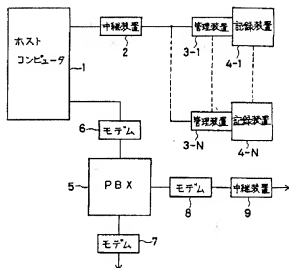 ホスト
コンピュータ
1
中継装置
2
管理装置
3-1
記録装置
4-1
管理装置
3-N
記録装置
4-N
6
モデム
5
PBX
モデム
8
中継装置
9
モデム
7